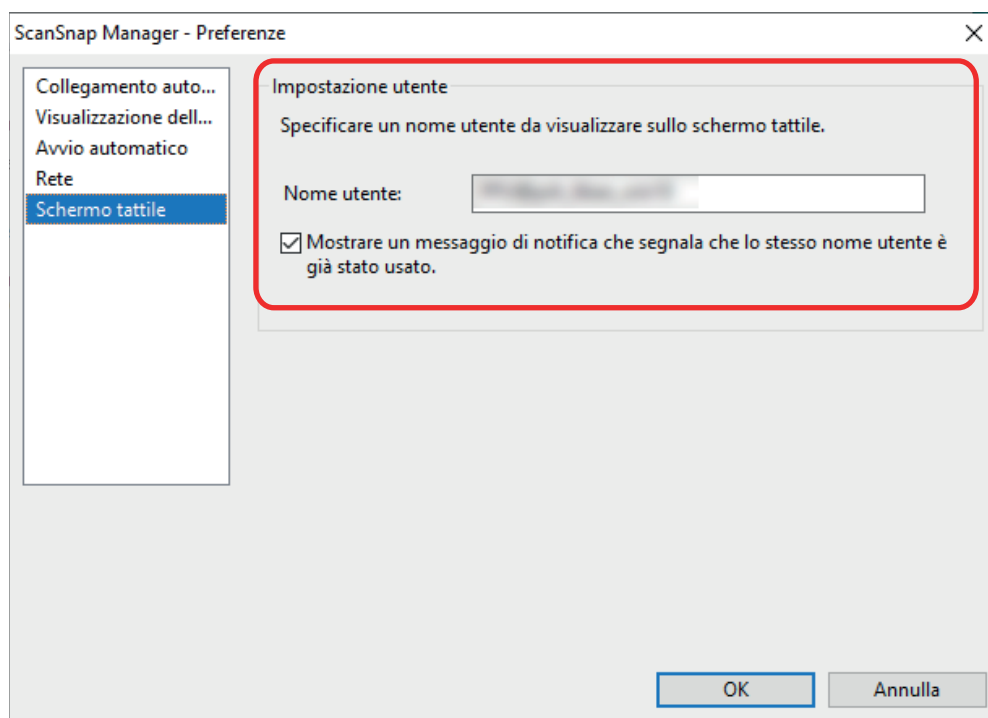 ScanSnap Manager - Preferenze
Collegamento auto...
Visualizzazione dell...
Avvio automatico
Rete
Schermo tattile
Impostazione utente
Specificare un nome utente da visualizzare sullo schermo tattile.
Nome utente:
Mostrare un messaggio di notifica che segnala che lo stesso nome utente è
già stato usato.
OK
Annulla